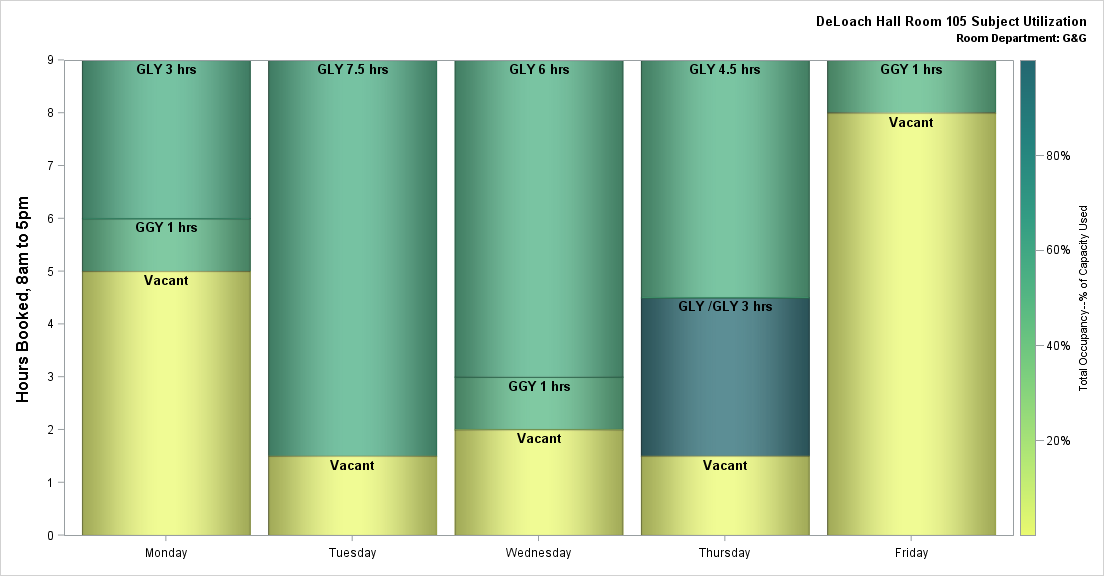 DeLoach Hall Room 105 Subject Utilization
Room Department: G&G
Hours Booked, 8am to 5pm
9
8
7
6
5
4
3
2
1
0
GLY 3 hrs
GGY 1 hrs
Vacant
GLY 7.5 hrs
Vacant
GLY 6 hrs
GGY 1 hrs
Vacant
GLY 4.5 hrs
GLY /GLY 3 hrs
Vacant
GGY 1 hrs
Vacant
Monday
Tuesday
Wednesday
Thursday
Friday
80%
60%
40%
20%
Total Occupancy--% of Capacity Used